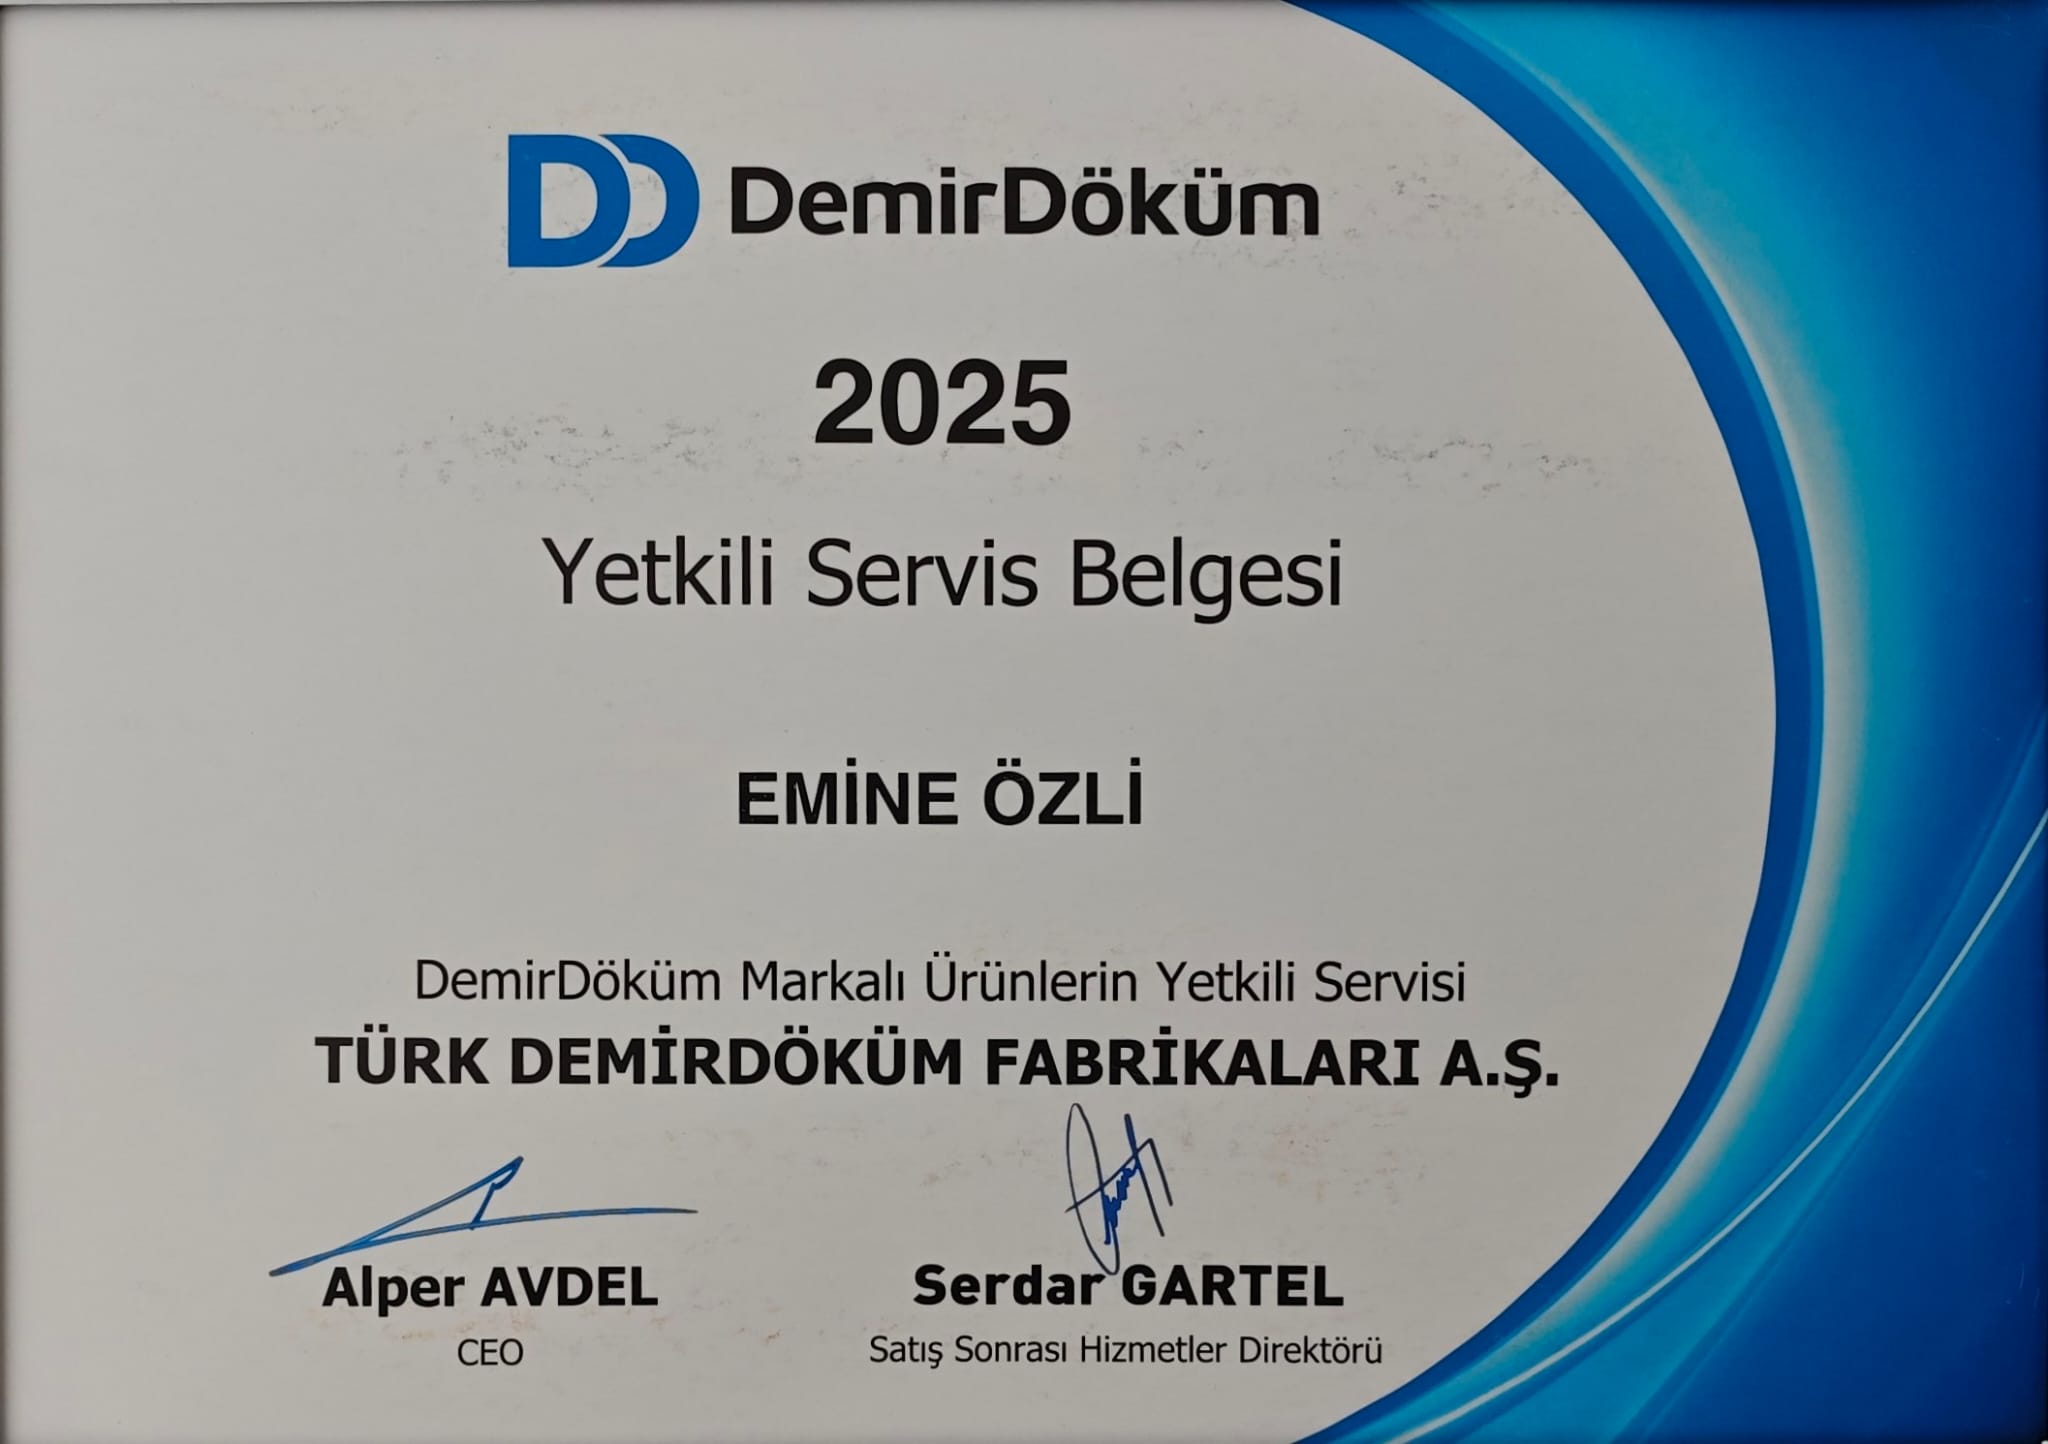 DemirDöküm
2025
Yetkili Servis Belgesi
EMİNE ÖZLİ
DemirDöküm Markalı Ürünlerin Yetkili Servisi
TÜRK DEMİRDÖKÜM FABRİKALARI A.Ş.
Alper AVDEL Serdar GARTEL
CEO Satış Sonrası Hizmetler Direktörü